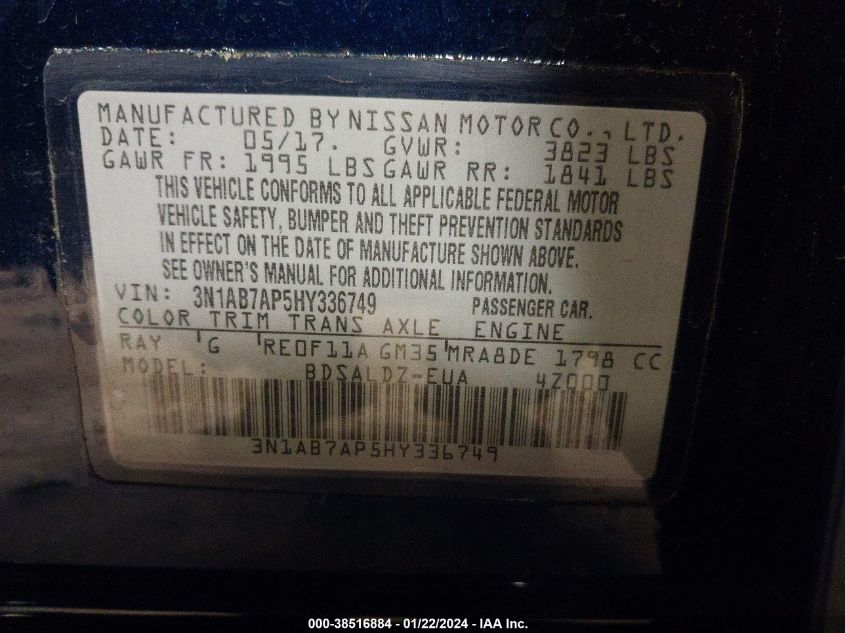 MANUFACTURED BY NISSAN MOTOR CO., LTD.
DATE: 05/17. GVWR: 3823 LBS
GAWR FR: 1995 LBS GAWR RR: 1841 LBS
THIS VEHICLE CONFORMS TO ALL APPLICABLE FEDERAL MOTOR
VEHICLE SAFETY, BUMPER AND THEFT PREVENTION STANDARDS
IN EFFECT ON THE DATE OF MANUFACTURE SHOWN ABOVE.
SEE OWNER'S MANUAL FOR ADDITIONAL INFORMATION.
VIN: 3N1AB7AP5HY336749 PASSENGER CAR.
COLOR TRIM TRANS AXLE ENGINE
RAY G RE0F11A GM35 MRA8DE 1798 CC
MODEL: BDSALDZ-EUA 4Z000
3N1AB7AP5HY336749
000-38516884 - 01/22/2024 - IAA Inc.